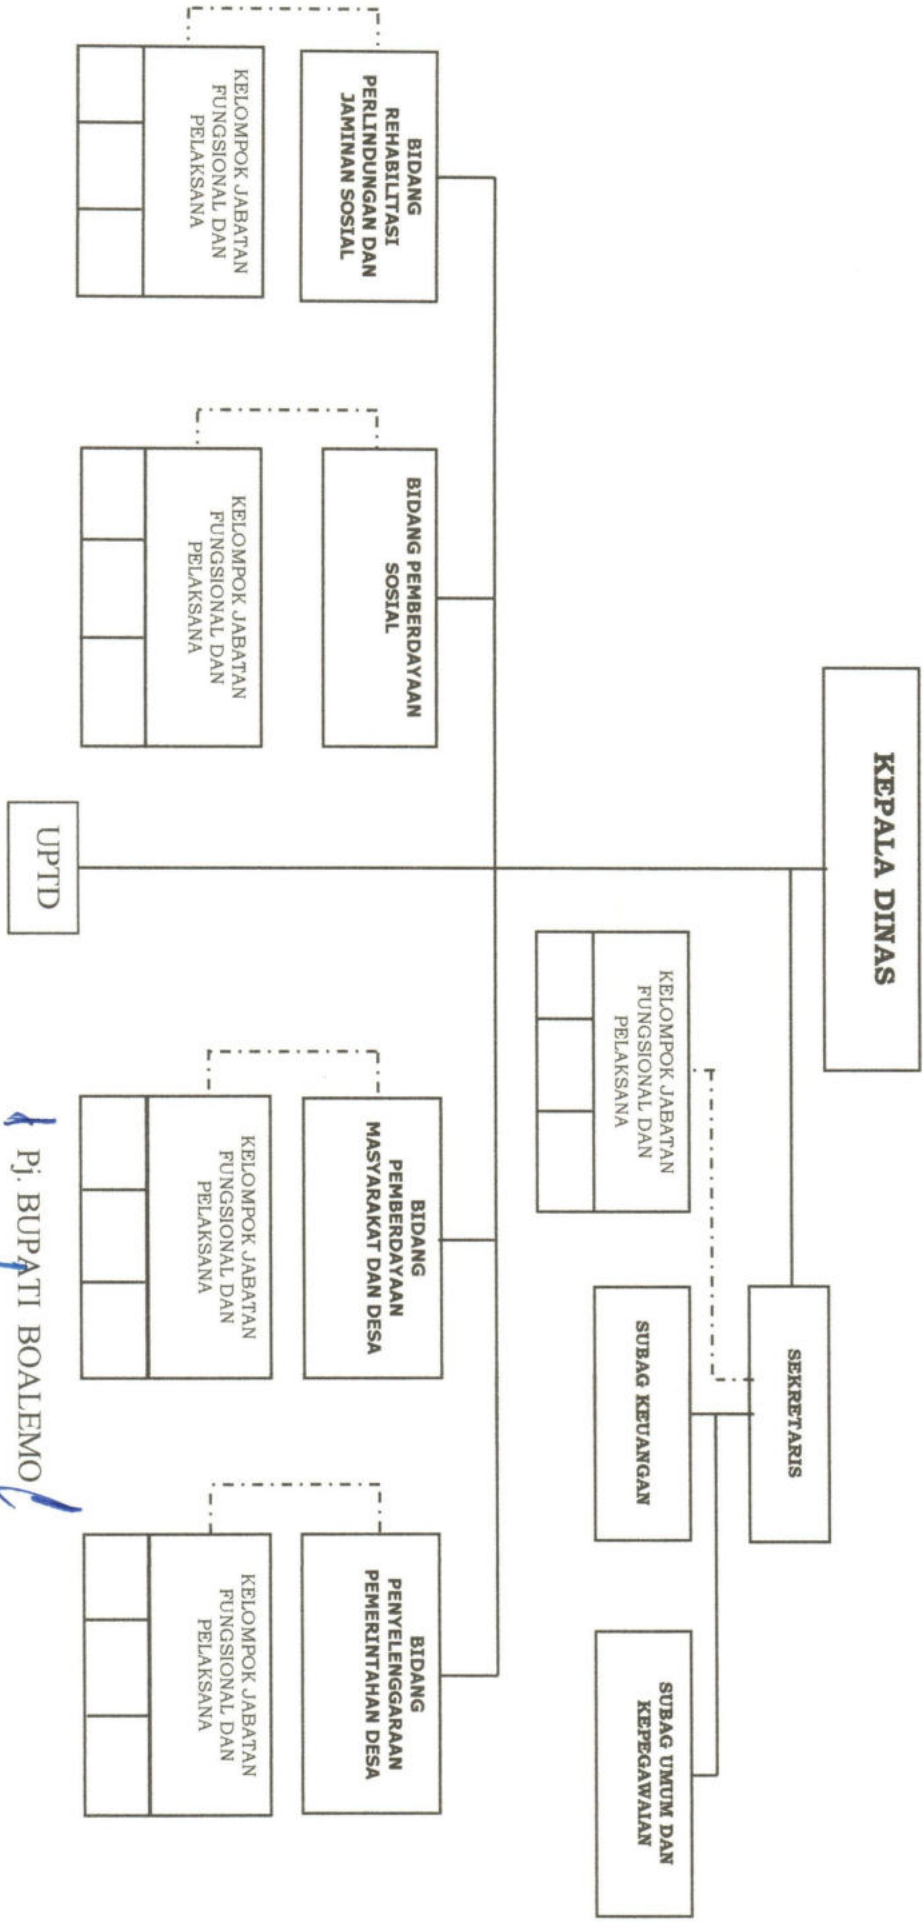 KEPALA DINAS
SEKRETARIS
KELOMPOK JABATAN
FUNGSIONAL DAN
PELAKSANA
SUBAG KEUANGAN
SUBAG UMUM DAN
KEPEGAWAIAN
BIDANG
REHABILITASI
PERLINDUNGAN DAN
JAMINAN SOSIAL
BIDANG PEMBERDAYAAN
SOSIAL
BIDANG
PEMBERDAYAAN
MASYARAKAT DAN DESA
BIDANG
PENYELENGGARAAN
PEMERINTAHAN DESA
KELOMPOK JABATAN
FUNGSIONAL DAN
PELAKSANA
KELOMPOK JABATAN
FUNGSIONAL DAN
PELAKSANA
KELOMPOK JABATAN
FUNGSIONAL DAN
PELAKSANA
KELOMPOK JABATAN
FUNGSIONAL DAN
PELAKSANA
UPTD
Pj. BUPATI BOALEMO